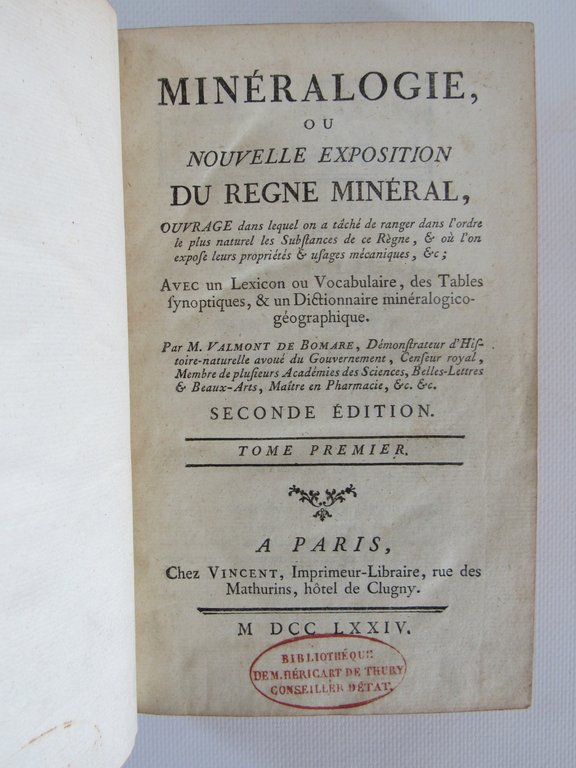 MINÉRALOGIE,
OU
NOUVELLE EXPOSITION
DU REGNE MINÉRAL,
OUVRAGE dans lequel on a tâché de ranger dans l'ordre
le plus naturel les Subſtances de ce Règne, & où l'on
expoſe leurs propriétés & uſages mécaniques, &c;
AVEC un Lexicon ou Vocabulaire, des Tables
ſynoptiques, & un Dictionnaire minéralogico-
géographique.
Par M. VALMONT DE BOMARE, Démonſtrateur d'Hiſ-
toire-naturelle avoué du Gouvernement, Cenſeur royal,
Membre de pluſieurs Académies des Sciences, Belles-Lettres
& Beaux-Arts, Maître en Pharmacie, &c. &c.
SECONDE ÉDITION.
TOME PREMIER.
A PARIS,
Chez VINCENT, Imprimeur-Libraire, rue des
Mathurins, hôtel de Clugny.
M DCC LXXIV.
BIBLIOTHÉQUE
DE M. HÉRICART DE THURY
CONSEILLER D'ÉTAT.